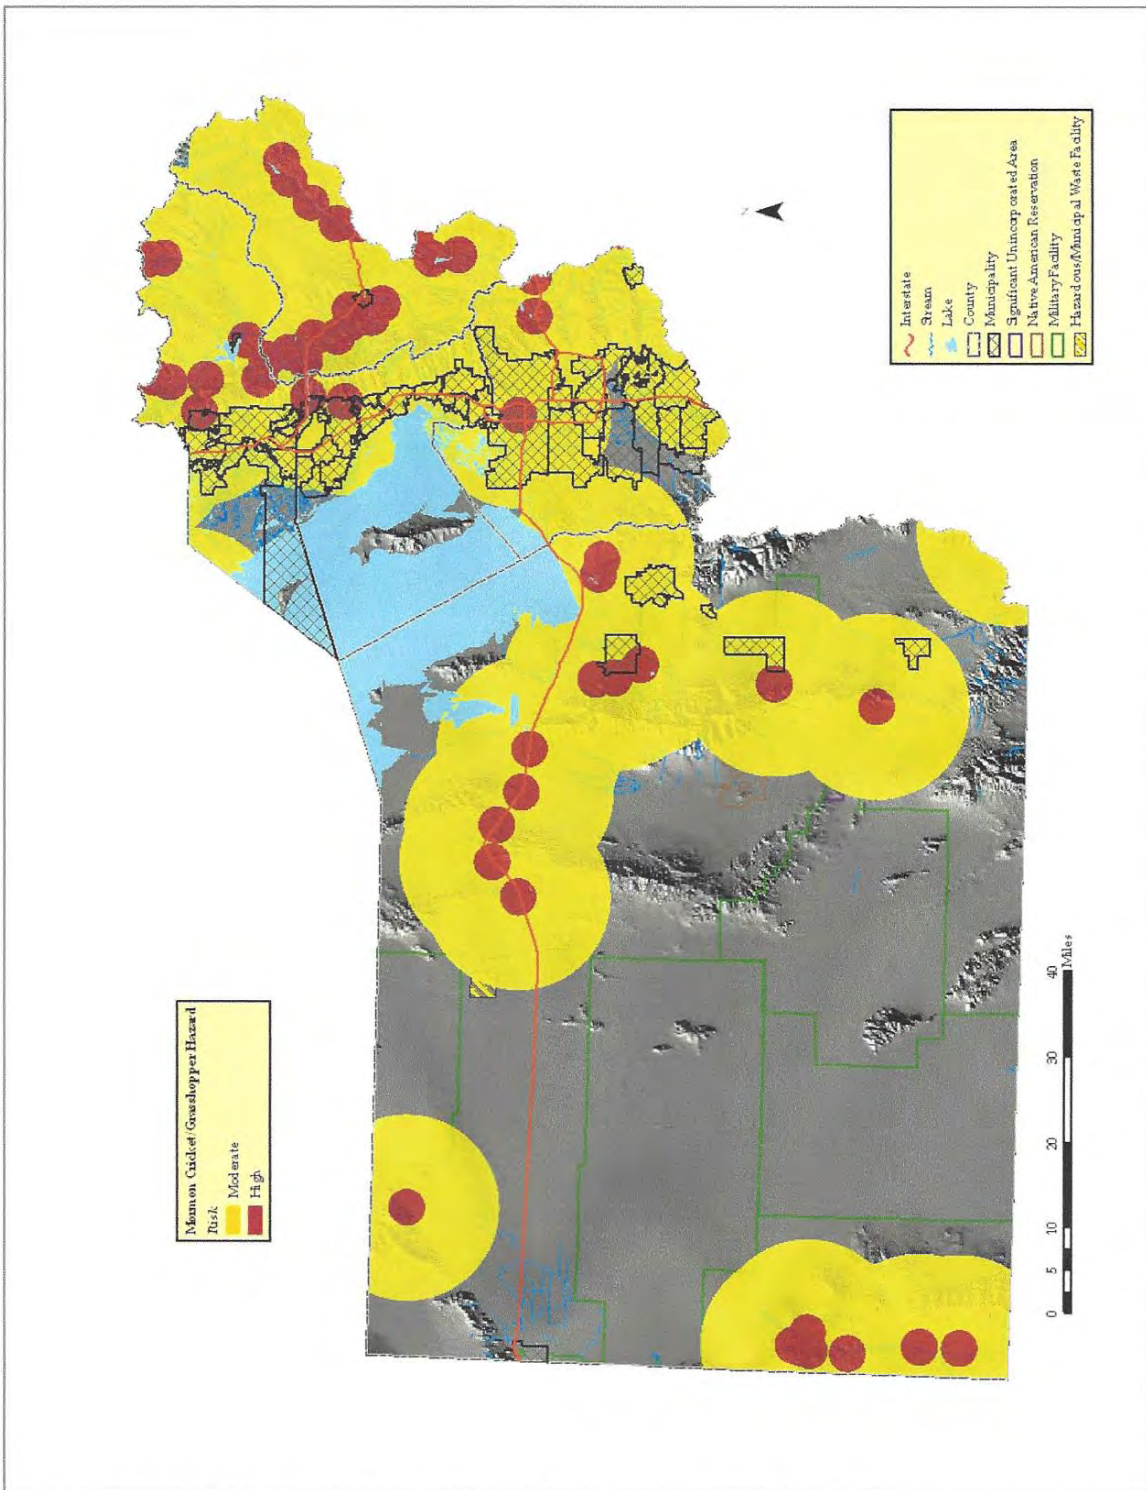 Mormon Cricket/Grasshopper Hazard
Risk
Moderate
High
Interstate
Stream
Lake
County
Municipality
Significant Unincorporated Area
Native American Reservation
Military Facility
Hazardous/Municipal Waste Facility
N
0 5 10 20 30 40
Miles